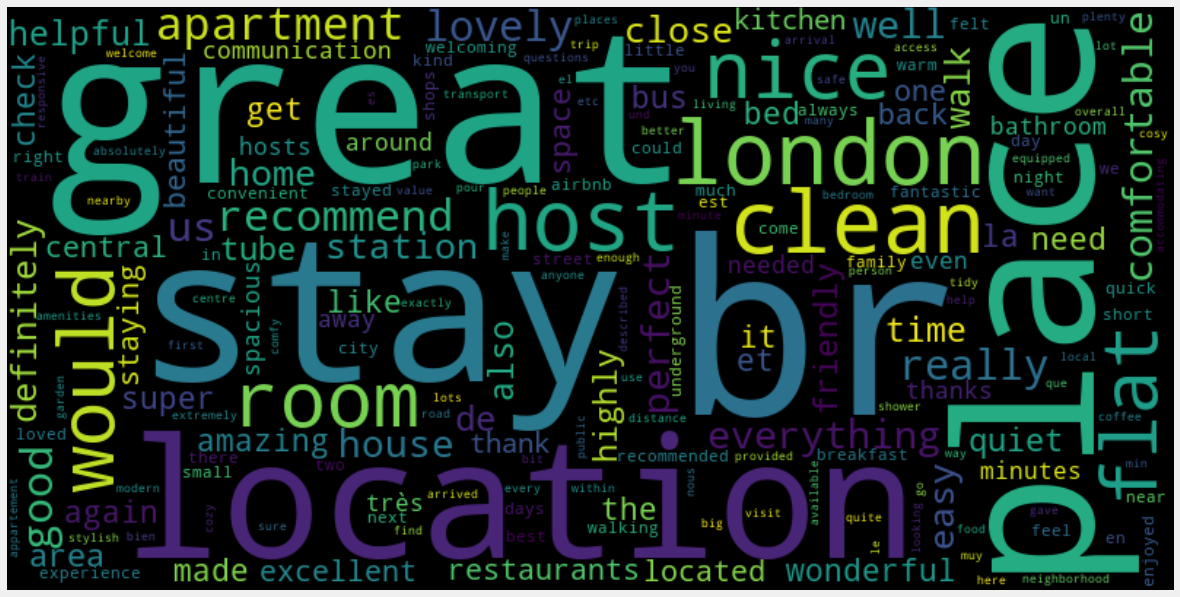 helpful
apartment
lovely
close
kitchen
places
well
felt
un
plenty
welcome
communication
welcoming
trip
little
arrival
access
lot
check
responsive
great
kind
questions
you
nice
warm
walk
place
comfortable
beautiful
get
es
shops
transport
el
etc
space
bus
living
safe
one
overall
right
absolutely
hosts
around
und
better
bed
always
many
back
bathroom
cosy
train
home
park
could
london
day
equipped
night
we
accomodating
convenient
stayed
value
pour
people
airbnb
much
bedroom
fantastic
want
nearby
us
recommend
host
minute
est
clean
come
la
need
central
in
tube
station
make
street
enough
needed
family
even
definitely
would
staying
centre
spacious
stay
anyone
described
perfect
underground
br
friendly
person
tidy
help
quick
amenities
like
exactly
away
it
time
short
first
comfy
city
also
highly
et
really
local
flat
garden
super
room
lots
use
thanks
que
extremely
road
de
public
distance
shower
coffee
loved
amazing
house
thank
everything
quiet
good
there
two
bit
recommended
provided
breakfast
way
min
small
location
minutes
modern
cozy
très
arrived
every
within
nous
available
go
easy
near
appartement
again
next
days
the
big
visit
quite
looking
gave
sure
find
walking
food
feel
enjoyed
stylish
bien
best
le
en
area
muy
experience
made
excellent
restaurants
located
wonderful
here
neighborhood